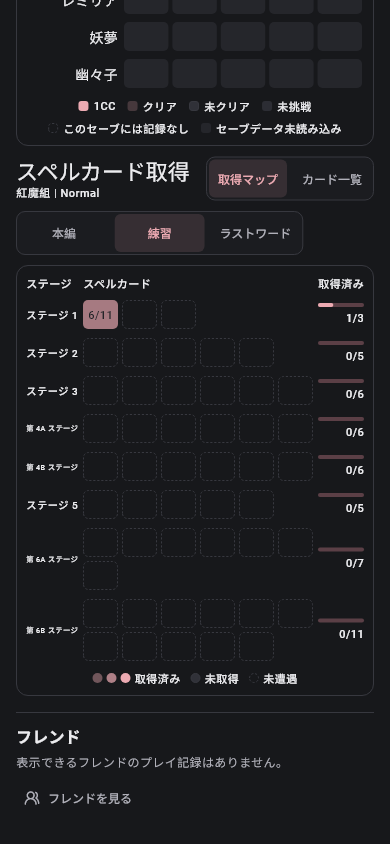 レミリア
妖夢
幽々子
1CC クリア 未クリア 未挑戦
このセーブには記録なし セーブデータ未読み込み
スペルカード取得
紅魔組 | Normal
取得マップ カード一覧
本編 練習 ラストワード
ステージ スペルカード 取得済み
ステージ 1 6/11 1/3
ステージ 2 0/5
ステージ 3 0/6
第 4A ステージ 0/6
第 4B ステージ 0/6
ステージ 5 0/5
第 6A ステージ 0/7
第 6B ステージ 0/11
取得済み 未取得 未遭遇
フレンド
表示できるフレンドのプレイ記録はありません。
フレンドを見る